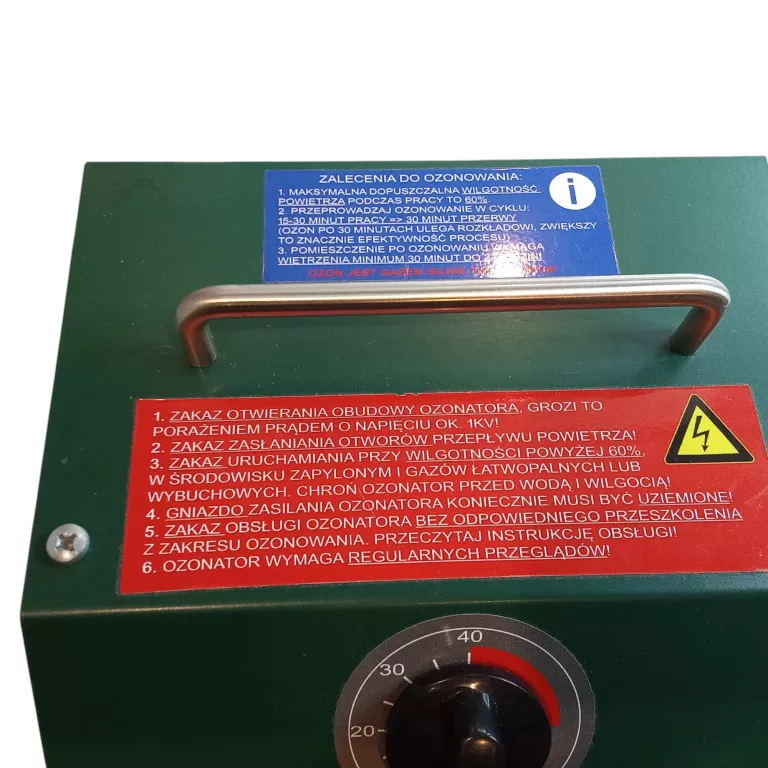 ZALECENIA DO OZONOWANIA:
i
1. MAKSYMALNA DOPUSZCZALNA WILGOTNOŚĆ
POWIETRZA PODCZAS PRACY TO 60%.
2. PRZEPROWADZAJ OZONOWANIE W CYKLU:
15-30 MINUT PRACY => 30 MINUT PRZERWY
(OZON PO 30 MINUTACH ULEGA ROZKŁADOWI, ZWIĘKSZY
TO ZNACZNIE EFEKTYWNOŚĆ PROCESU)
3. POMIESZCZENIE PO OZONOWANIU WYMAGA
WIETRZENIA MINIMUM 30 MINUT DO
OZON JEST GAZEM SILNIE
1. ZAKAZ OTWIERANIA OBUDOWY OZONATORA, GROZI TO
PORAŻENIEM PRĄDEM O NAPIĘCIU OK. 1KV!
2. ZAKAZ ZASŁANIANIA OTWORÓW PRZEPŁYWU POWIETRZA!
3. ZAKAZ URUCHAMIANIA PRZY WILGOTNOŚCI POWYŻEJ 60%,
W ŚRODOWISKU ZAPYLONYM I GAZÓW ŁATWOPALNYCH LUB
WYBUCHOWYCH. CHROŃ OZONATOR PRZED WODĄ I WILGOCIĄ!
4. GNIAZDO ZASILANIA OZONATORA KONIECZNIE MUSI BYĆ UZIEMIONE!
5. ZAKAZ OBSŁUGI OZONATORA BEZ ODPOWIEDNIEGO PRZESZKOLENIA
Z ZAKRESU OZONOWANIA. PRZECZYTAJ INSTRUKCJĘ OBSŁUGI!
6. OZONATOR WYMAGA REGULARNYCH PRZEGLĄDÓW!
40
30
20